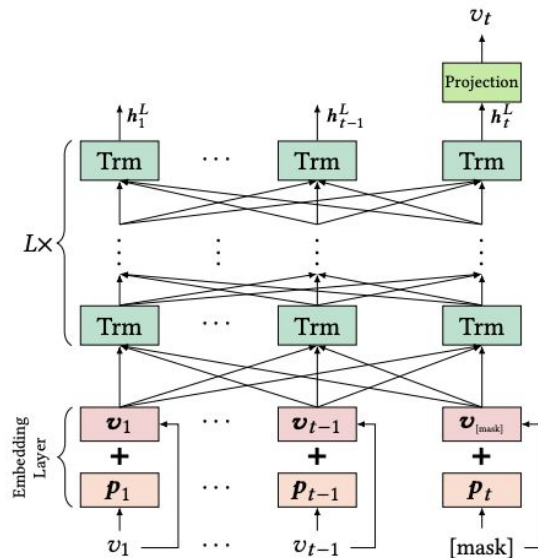 v_t
Projection
h_1^L h_{t-1}^L h_t^L
Trm ... Trm Trm
L×
Trm ... Trm Trm
Embedding
Layer
v_1 ... v_{t-1} v_[mask]
+ + +
p_1 ... p_{t-1} p_t
v_1 ... v_{t-1} [mask]